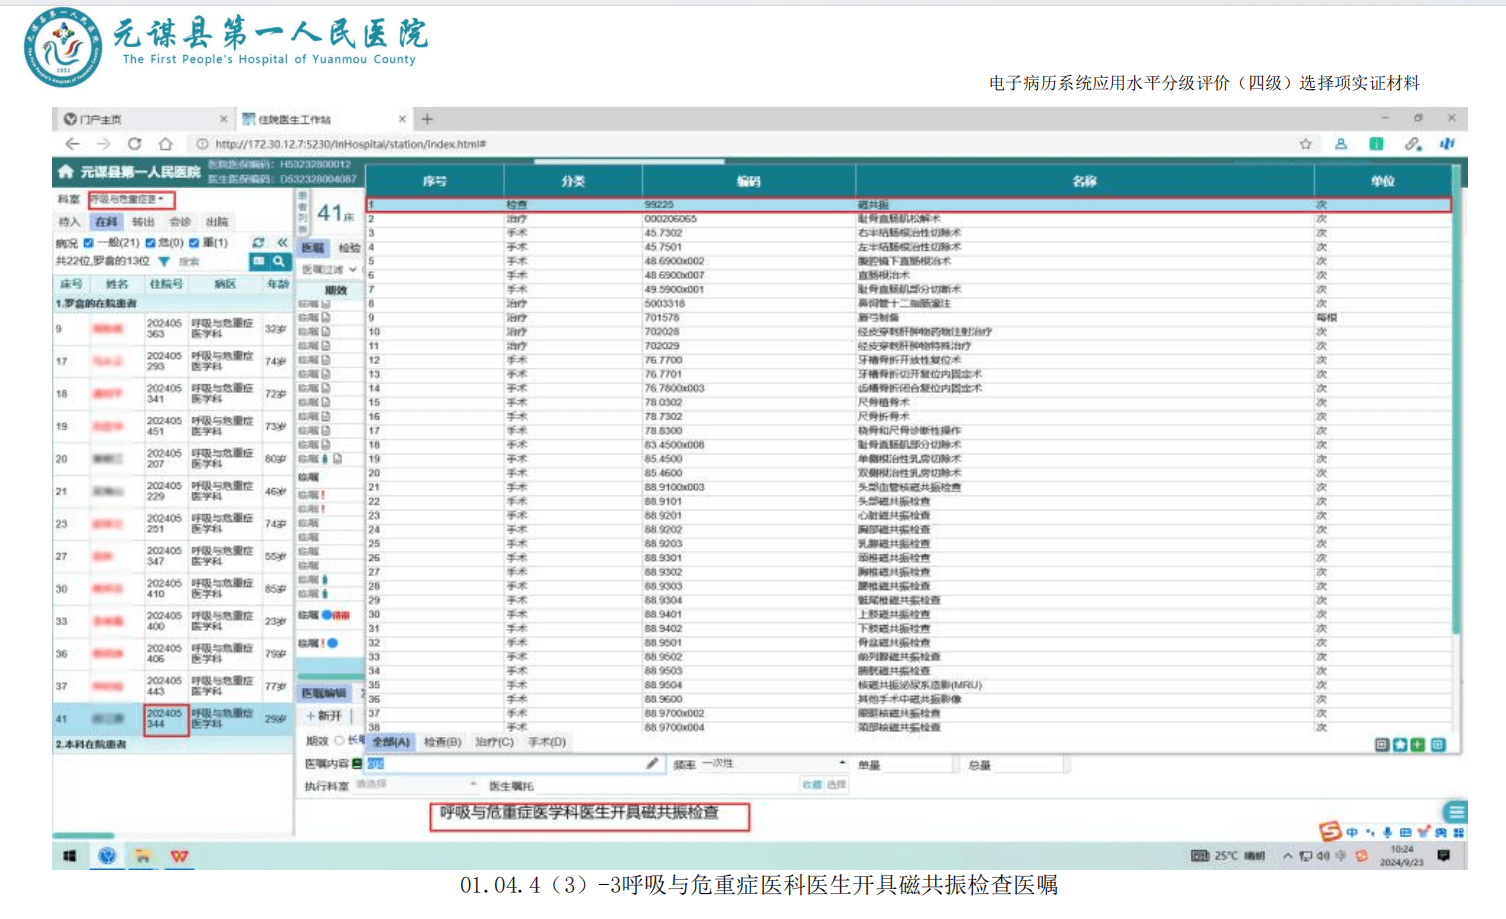 元谋县第一人民医院
The First People's Hospital of Yuanmou County
电子病历系统应用水平分级评价（四级）选择项实证材料
门户主页
住院医生工作站
http://172.30.12.7:5230/InHospital/station/index.html#
元谋县第一人民医院
医院医保编码： H53232800012
医生医保编码： D532328004087
科室 呼吸与危重症医
待入 在科 转出 会诊 出院
病况 一般(21) 危(0) 重(1)
共22位,罗翕的13位 搜索
床号 姓名 住院号 病区 年龄
1.罗翕的在院患者
9 202405363 呼吸与危重症医学科 32岁
17 202405293 呼吸与危重症医学科 74岁
18 202405341 呼吸与危重症医学科 72岁
19 202405451 呼吸与危重症医学科 73岁
20 202405207 呼吸与危重症医学科 80岁
21 202405229 呼吸与危重症医学科 46岁
23 202405251 呼吸与危重症医学科 74岁
27 202405347 呼吸与危重症医学科 55岁
30 202405410 呼吸与危重症医学科 85岁
33 202405400 呼吸与危重症医学科 23岁
36 202405406 呼吸与危重症医学科 79岁
37 202405443 呼吸与危重症医学科 77岁
41 202405344 呼吸与危重症医学科 29岁
2.本科在院患者
41床
医嘱 检验
医嘱过滤
期效
序号 分类 编码 名称 单位
1 检查 99225 磁共振 次
2 治疗 000206065 耻骨直肠肌松解术 次
3 手术 45.7302 右半结肠根治性切除术 次
4 手术 45.7501 左半结肠根治性切除术 次
5 手术 48.6900x002 腹腔镜下直肠根治术 次
6 手术 48.6900x007 直肠根治术 次
7 手术 49.5900x001 耻骨直肠肌部分切断术 次
8 治疗 5003318 鼻饲管十二指肠灌注 次
9 治疗 701578 唇弓制备 每根
10 治疗 702028 经皮穿刺肝肿物药物注射治疗 次
11 治疗 702029 经皮穿刺肝肿物特殊治疗 次
12 手术 76.7700 牙槽骨折开放性复位术 次
13 手术 76.7701 牙槽骨折切开复位内固定术 次
14 手术 76.7800x003 齿槽骨折闭合复位内固定术 次
15 手术 78.0302 尺骨植骨术 次
16 手术 78.7302 尺骨折骨术 次
17 手术 78.8300 桡骨和尺骨诊断性操作 次
18 手术 83.4500x008 耻骨直肠肌部分切除术 次
19 手术 85.4500 单侧根治性乳房切除术 次
20 手术 85.4600 双侧根治性乳房切除术 次
21 手术 88.9100x003 头部血管核磁共振检查 次
22 手术 88.9101 头部磁共振检查 次
23 手术 88.9201 心脏磁共振检查 次
24 手术 88.9202 胸部磁共振检查 次
25 手术 88.9203 乳腺磁共振检查 次
26 手术 88.9301 颈椎磁共振检查 次
27 手术 88.9302 胸椎磁共振检查 次
28 手术 88.9303 腰椎磁共振检查 次
29 手术 88.9304 骶尾椎磁共振检查 次
30 手术 88.9401 上肢磁共振检查 次
31 手术 88.9402 下肢磁共振检查 次
32 手术 88.9501 骨盆磁共振检查 次
33 手术 88.9502 前列腺磁共振检查 次
34 手术 88.9503 膀胱磁共振检查 次
35 手术 88.9504 核磁共振泌尿系造影(MRU) 次
36 手术 88.9600 其他手术中磁共振影像 次
37 手术 88.9700x002 眼眶核磁共振检查 次
38 手术 88.9700x004 颈部核磁共振检查 次
全部(A) 检查(B) 治疗(C) 手术(D)
医嘱编辑
+新开
期效 长嘱
医嘱内容 频率 一次性 单量 总量
执行科室 请选择 医生嘱托 收藏 选择
呼吸与危重症医学科医生开具磁共振检查
25°C 晴朗
10:24
2024/9/23
01.04.4（3）-3呼吸与危重症医科医生开具磁共振检查医嘱